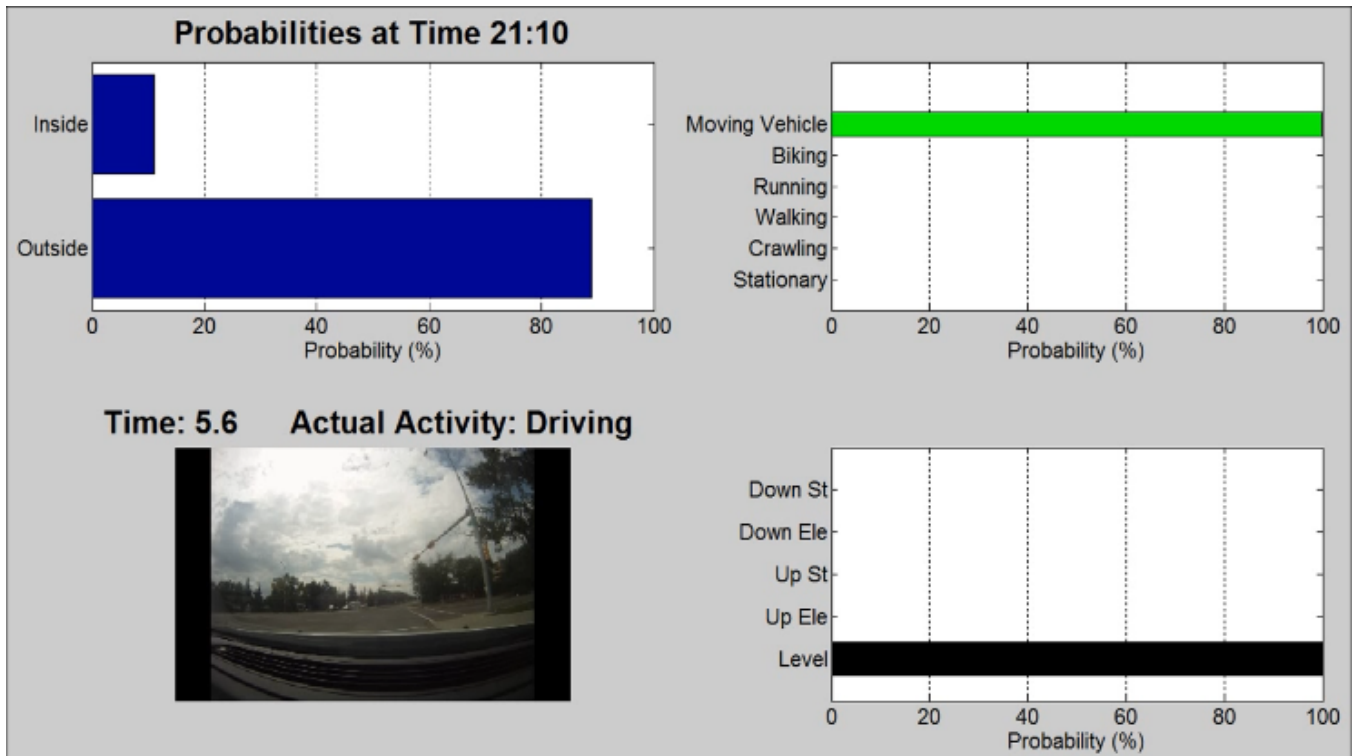 Probabilities at Time 21:10
Inside
Outside
0 20 40 60 80 100
Probability (%)
Moving Vehicle
Biking
Running
Walking
Crawling
Stationary
0 20 40 60 80 100
Probability (%)
Time: 5.6 Actual Activity: Driving
Down St
Down Ele
Up St
Up Ele
Level
0 20 40 60 80 100
Probability (%)